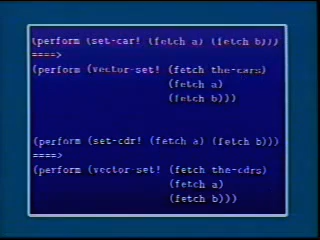 (perform (set-car! (fetch a) (fetch b)))
====>
(perform (vector-set! (fetch the-cars)
(fetch a)
(fetch b)))
(perform (set-cdr! (fetch a) (fetch b)))
====>
(perform (vector-set! (fetch the-cdrs)
(fetch a)
(fetch b)))